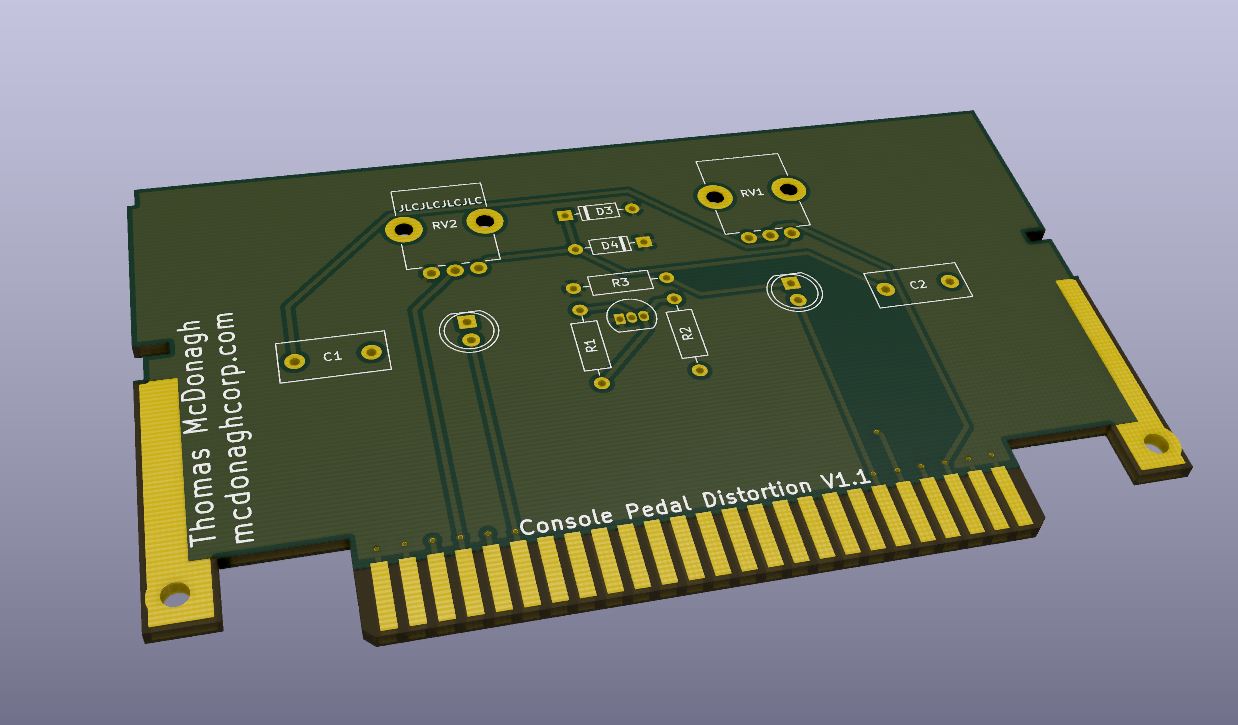 JLCJLCJLCJLC
RV2
D3
RV1
D4
R3
C2
R1
R2
C1
Thomas McDonagh
mcdonaghcorp.com
Console Pedal Distortion V1.1